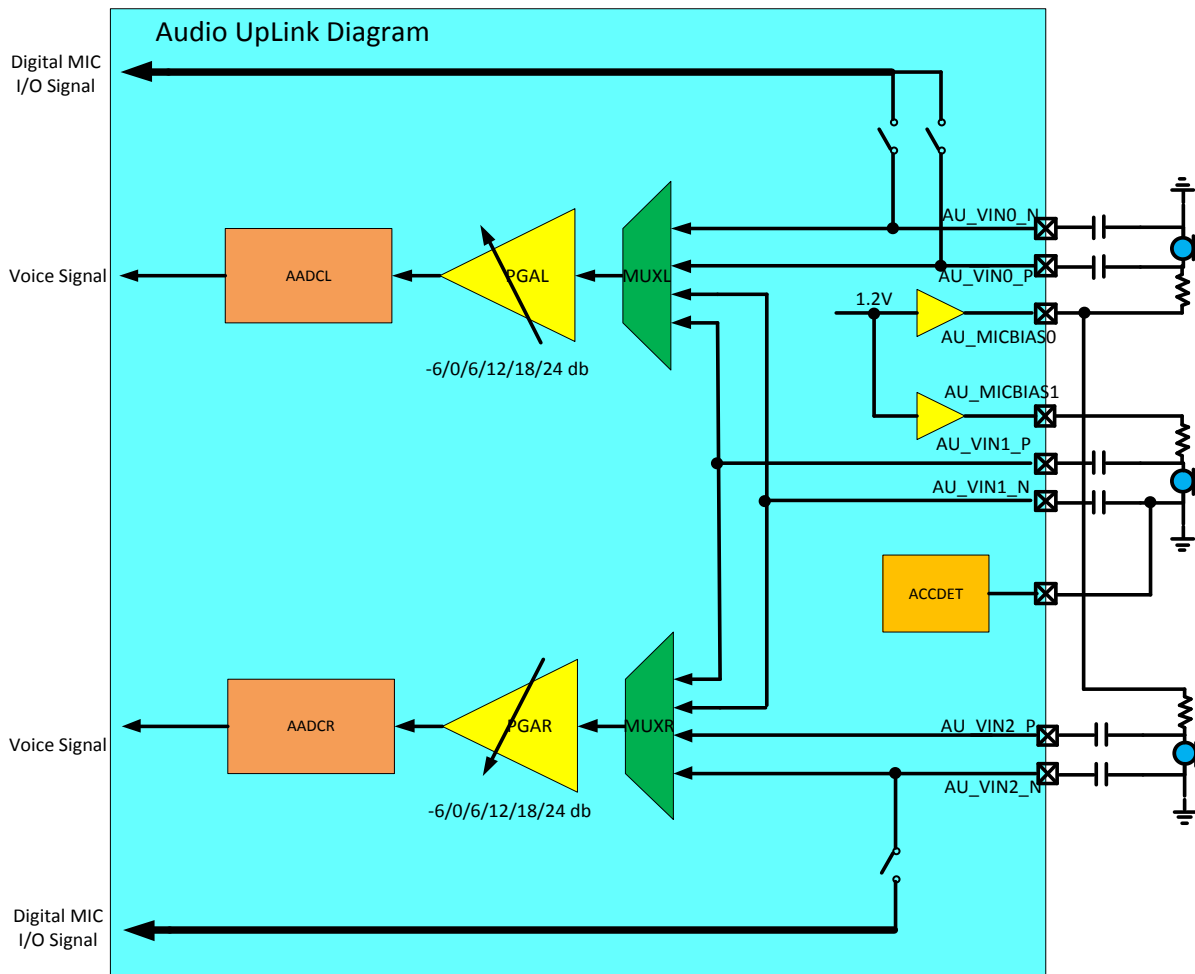 Audio UpLink Diagram
Digital MIC
I/O Signal
AU_VIN0_N
Voice Signal
AADCL
PGAL
MUXL
AU_VIN0_P
1.2V
AU_MICBIAS0
-6/0/6/12/18/24 db
AU_MICBIAS1
AU_VIN1_P
AU_VIN1_N
ACCDET
Voice Signal
AADCR
PGAR
MUXR
AU_VIN2_P
AU_VIN2_N
-6/0/6/12/18/24 db
Digital MIC
I/O Signal